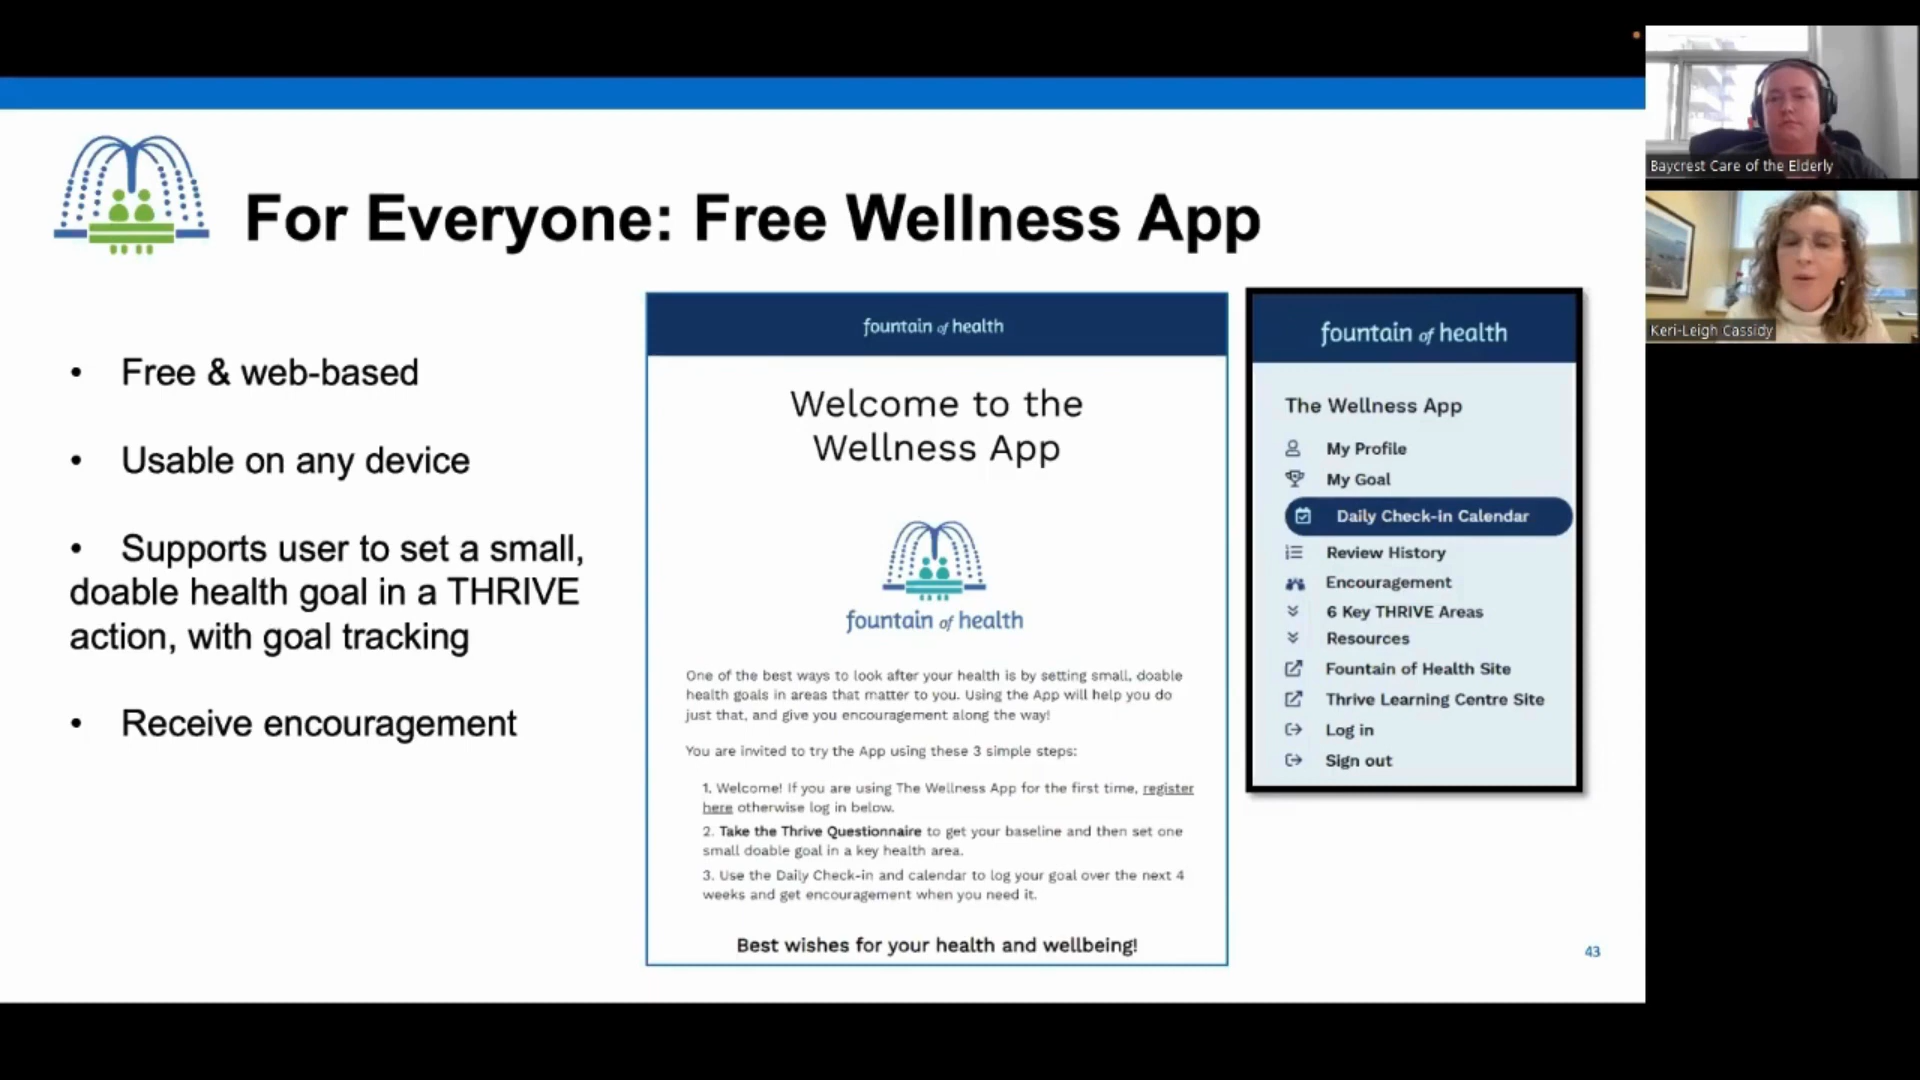 For Everyone: Free Wellness App
• Free & web-based
• Usable on any device
• Supports user to set a small,
doable health goal in a THRIVE
action, with goal tracking
• Receive encouragement
fountain of health
Welcome to the
Wellness App
fountain of health
One of the best ways to look after your health is by setting small, doable
health goals in areas that matter to you. Using the App will help you do
just that, and give you encouragement along the way!
You are invited to try the App using these 3 simple steps:
1. Welcome! If you are using The Wellness App for the first time, register
here otherwise log in below.
2. Take the Thrive Questionnaire to get your baseline and then set one
small doable goal in a key health area.
3. Use the Daily Check-in and calendar to log your goal over the next 4
weeks and get encouragement when you need it.
Best wishes for your health and wellbeing!
fountain of health
The Wellness App
My Profile
My Goal
Daily Check-in Calendar
Review History
Encouragement
6 Key THRIVE Areas
Resources
Fountain of Health Site
Thrive Learning Centre Site
Log in
Sign out
43
Baycrest Care of the Elderly
Keri-Leigh Cassidy